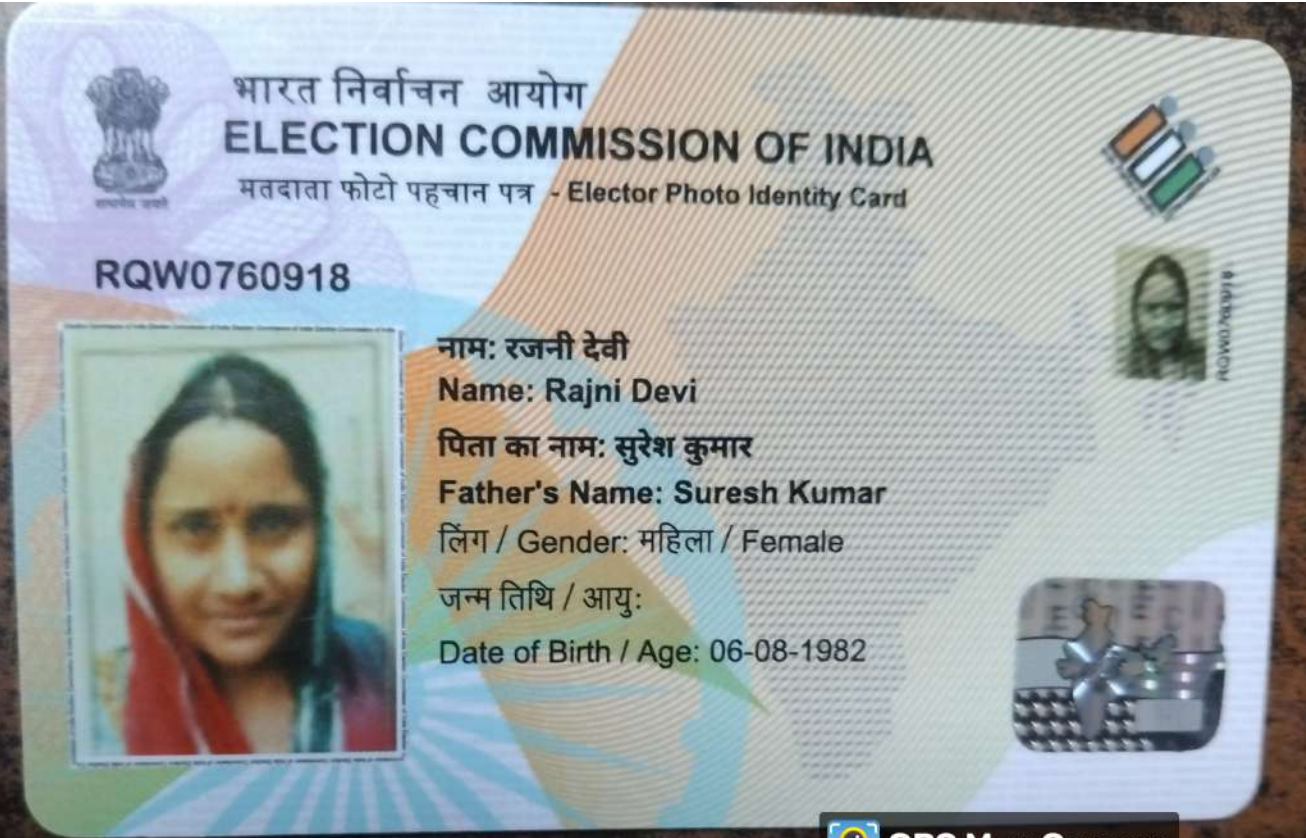 भारत निर्वाचन आयोग
ELECTION COMMISSION OF INDIA
मतदाता फोटो पहचान पत्र - Elector Photo Identity Card
RQW0760918
RQW0760918
नाम: रजनी देवी
Name: Rajni Devi
पिता का नाम: सुरेश कुमार
Father's Name: Suresh Kumar
लिंग / Gender: महिला / Female
जन्म तिथि / आयु:
Date of Birth / Age: 06-08-1982